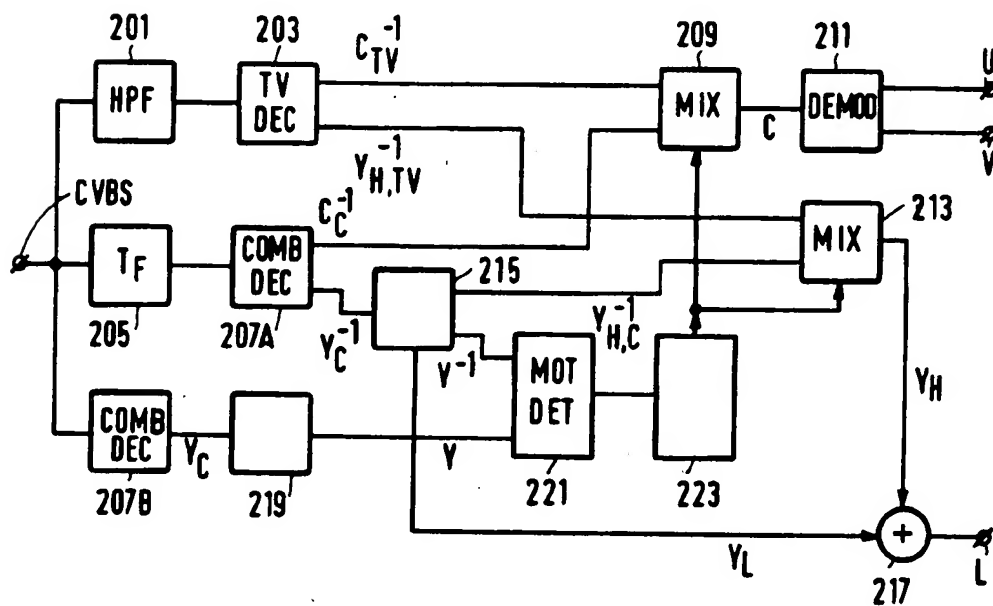 201
203
C_TV^-1
209
211
U
HPF
TV
DEC
MIX
C
DEMOD
V
Y_H,TV^-1
CVBS
C_C^-1
213
T_F
COMB
DEC
215
MIX
205
207A
Y_C^-1
Y_H,C^-1
Y^-1
MOT
DET
Y_H
COMB
DEC
Y_C
Y
207B
219
221
223
+
Y_L
217
L